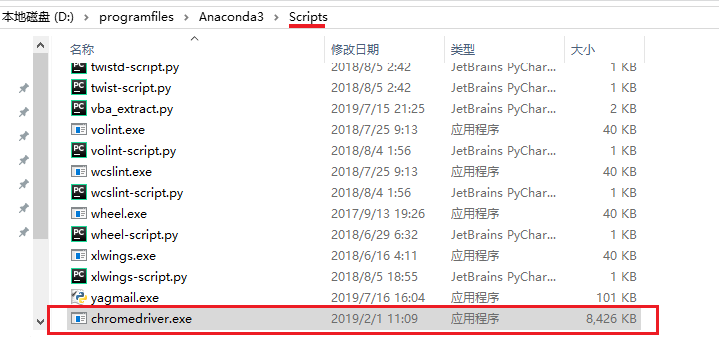 本地磁盘 (D:) › programfiles › Anaconda3 › Scripts
名称 修改日期 类型 大小
twistd-script.py 2018/8/5 2:42 JetBrains PyChar... 1 KB
twist-script.py 2018/8/5 2:42 JetBrains PyChar... 1 KB
vba_extract.py 2019/7/15 21:25 JetBrains PyChar... 2 KB
volint.exe 2018/7/25 9:13 应用程序 40 KB
volint-script.py 2018/8/4 1:56 JetBrains PyChar... 1 KB
wcslint.exe 2018/7/25 9:13 应用程序 40 KB
wcslint-script.py 2018/8/4 1:56 JetBrains PyChar... 1 KB
wheel.exe 2017/9/13 19:26 应用程序 40 KB
wheel-script.py 2018/6/29 6:32 JetBrains PyChar... 1 KB
xlwings.exe 2018/6/16 4:11 应用程序 40 KB
xlwings-script.py 2018/8/5 18:55 JetBrains PyChar... 1 KB
yagmail.exe 2019/7/16 16:04 应用程序 101 KB
chromedriver.exe 2019/2/1 11:09 应用程序 8,426 KB